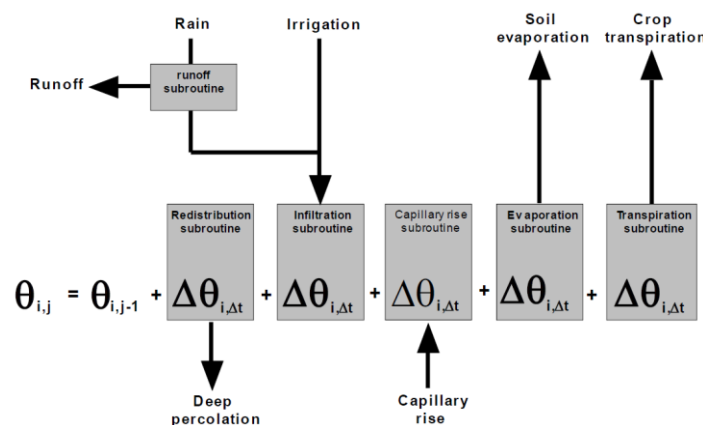 Rain
Irrigation
Soil
evaporation
Crop
transpiration
Runoff
runoff
subroutine
Redistribution
subroutine
Infiltration
subroutine
Capillary rise
subroutine
Evaporation
subroutine
Transpiration
subroutine
θi,j = θi,j-1 + Δθi,Δt + Δθi,Δt + Δθi,Δt + Δθi,Δt + Δθi,Δt
Deep
percolation
Capillary
rise